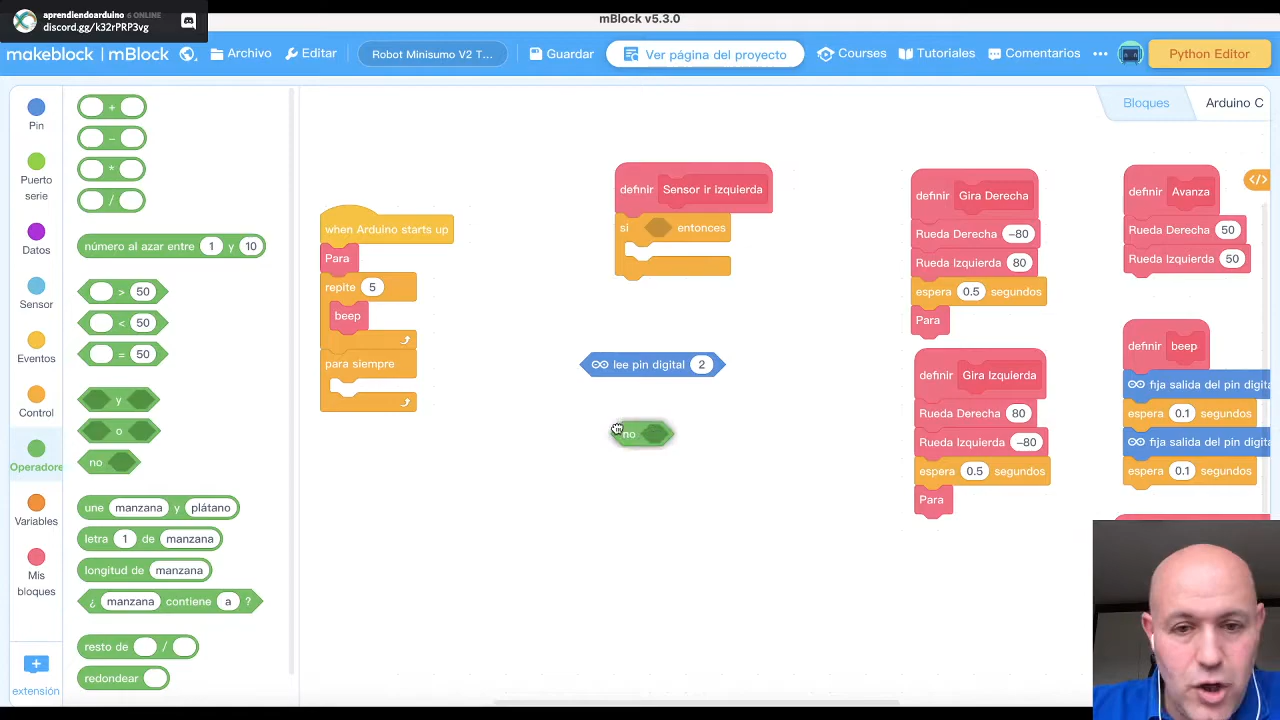 aprendiendoarduino 6 ONLINE
discord.gg/k32rPRP3vg
mBlock v5.3.0
makeblock | mBlock
Archivo
Editar
Robot Minisumo V2 T...
Guardar
Ver página del proyecto
Courses
Tutoriales
Comentarios
Python Editor
Bloques
Arduino C
Pin
Puerto
serie
Datos
Sensor
Eventos
Control
Operadore
Variables
Mis
bloques
extensión
+
-
*
/
número al azar entre 1 y 10
> 50
< 50
= 50
y
o
no
une manzana y plátano
letra 1 de manzana
longitud de manzana
¿ manzana contiene a ?
resto de /
redondear
when Arduino starts up
Para
repite 5
beep
para siempre
definir Sensor ir izquierda
si entonces
lee pin digital 2
no
definir Gira Derecha
Rueda Derecha -80
Rueda Izquierda 80
espera 0.5 segundos
Para
definir Gira Izquierda
Rueda Derecha 80
Rueda Izquierda -80
espera 0.5 segundos
Para
definir Avanza
Rueda Derecha 50
Rueda Izquierda 50
definir beep
fija salida del pin digita
espera 0.1 segundos
fija salida del pin digita
espera 0.1 segundos